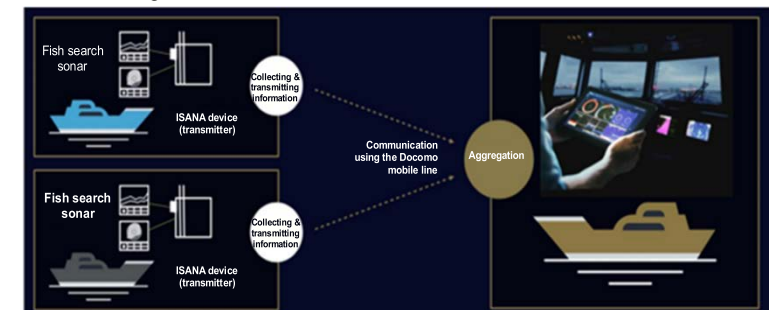 Fish search
sonar
ISANA device
(transmitter)
Collecting &
transmitting
information
Communication
using the Docomo
mobile line
Aggregation
Fish search
sonar
ISANA device
(transmitter)
Collecting &
transmitting
information